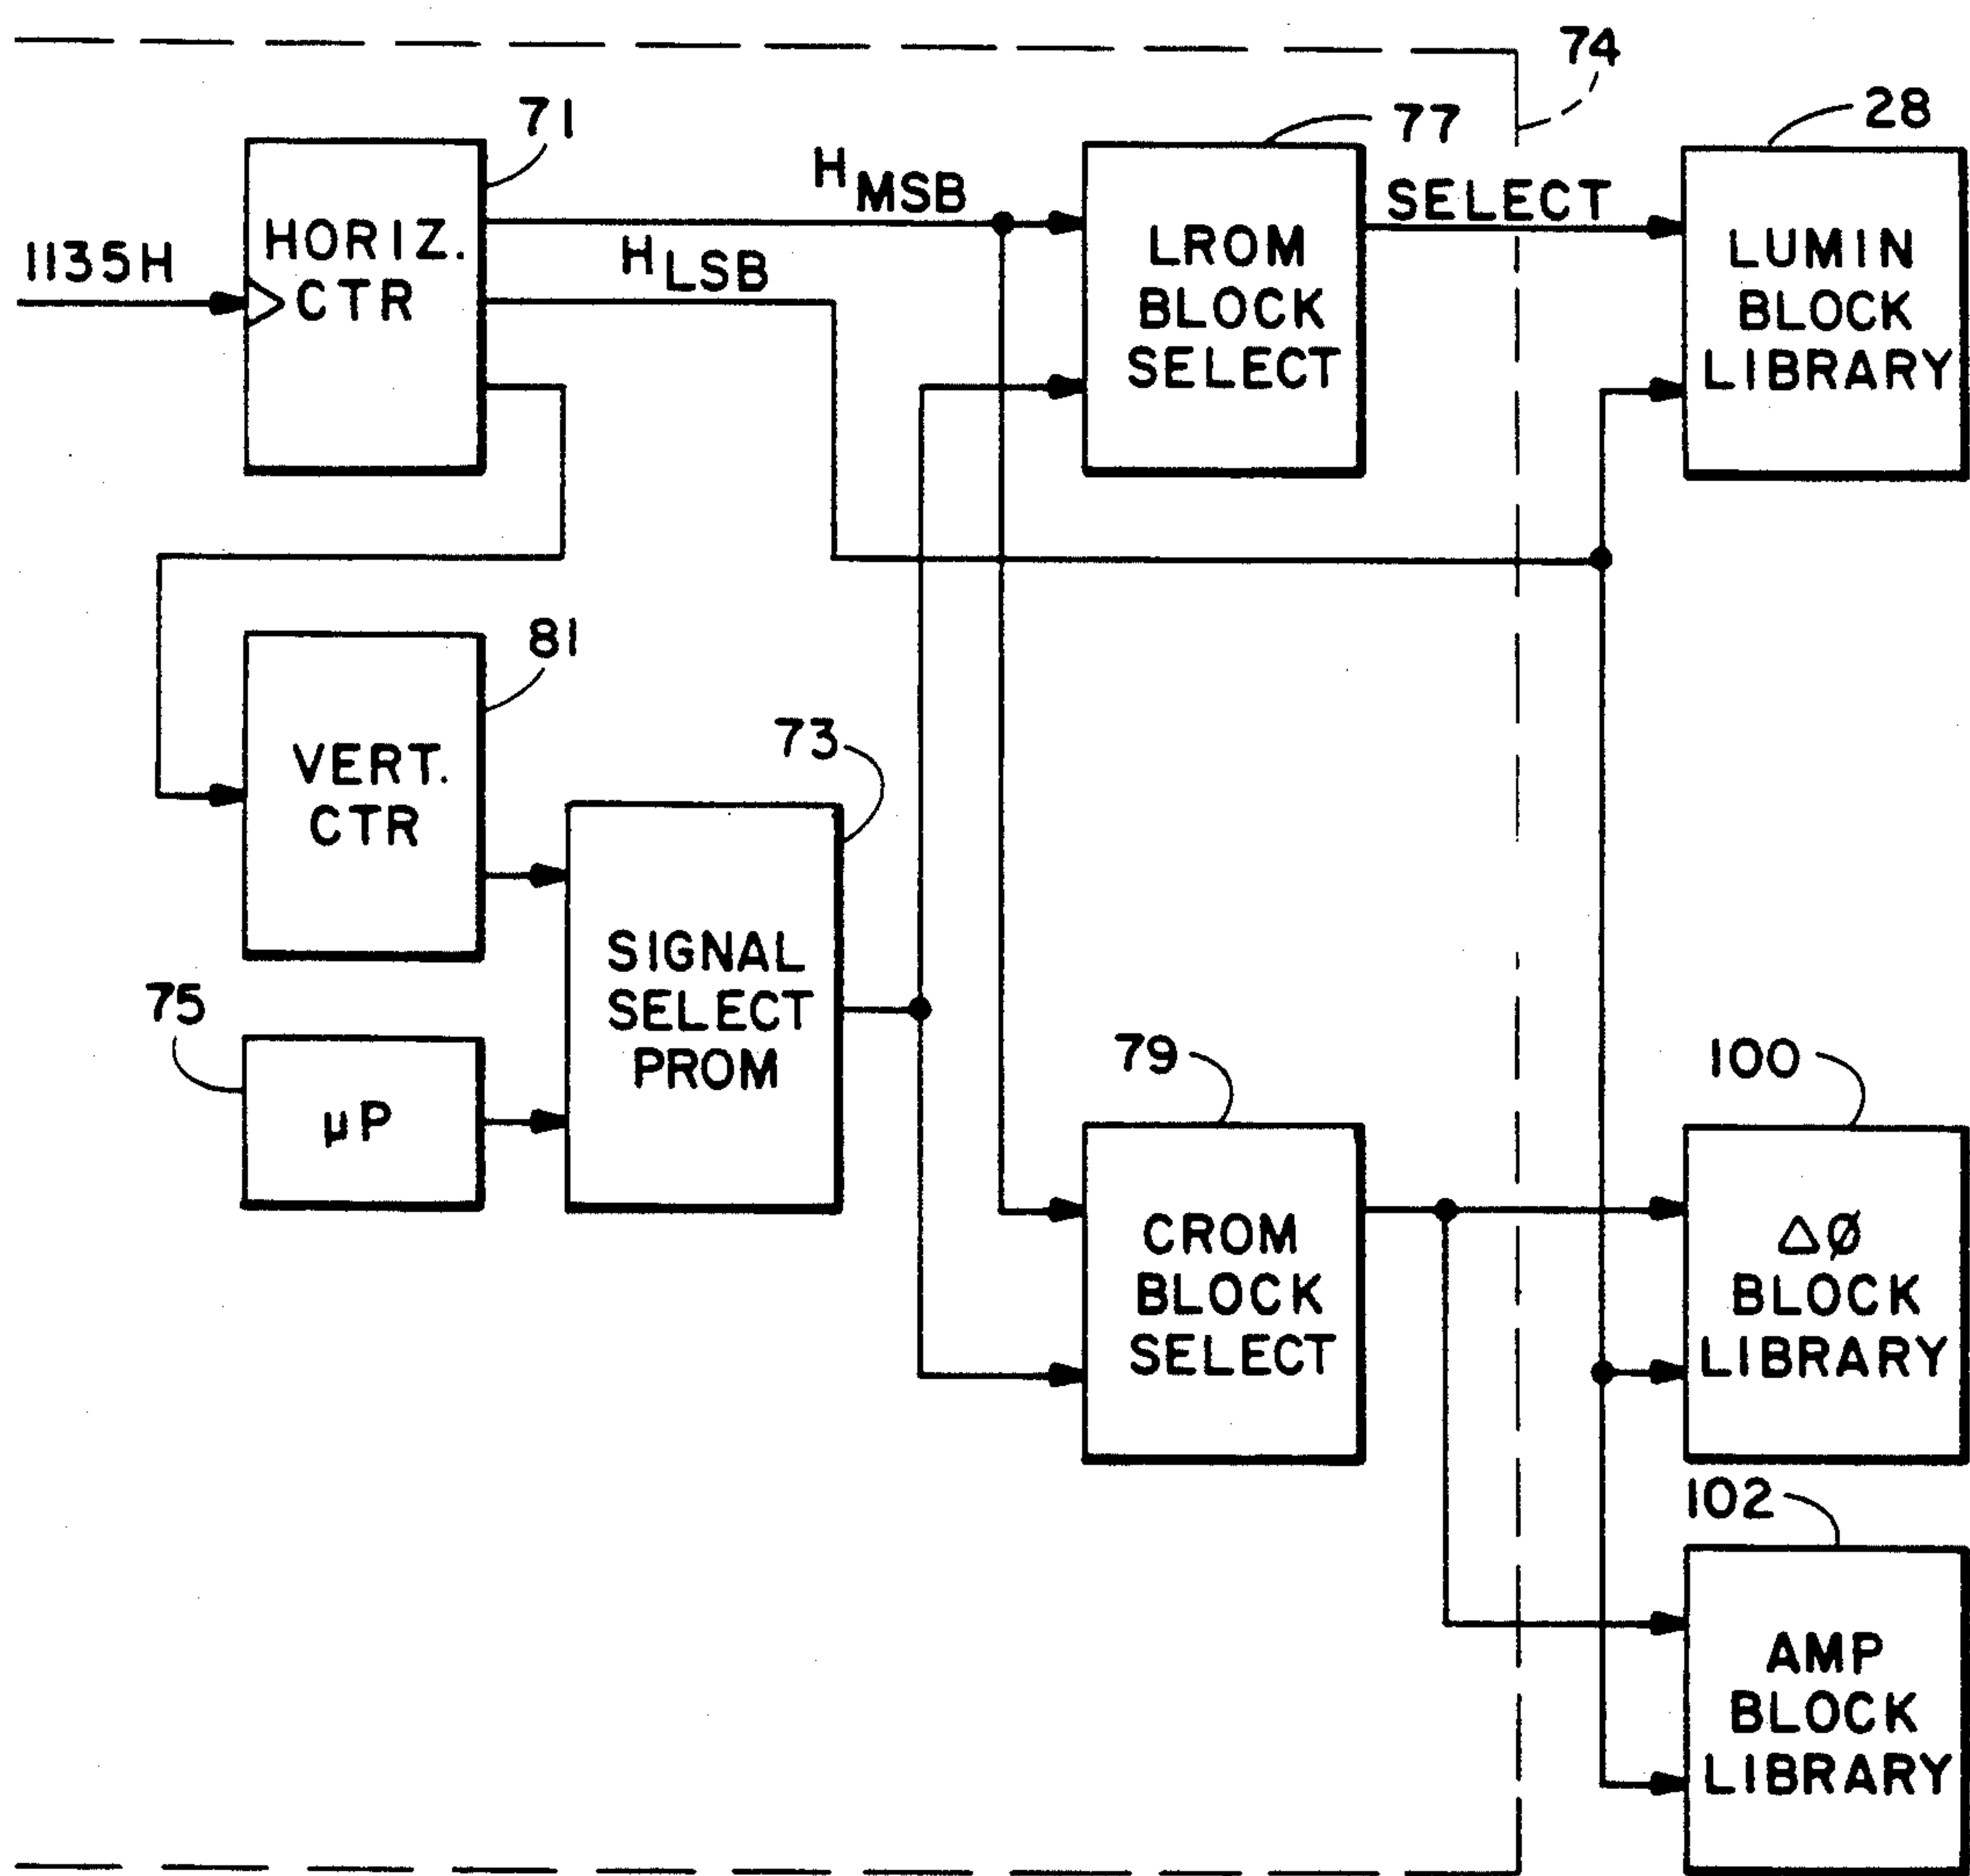 74
71
77
28
HMSB
SELECT
1135H
HORIZ.
CTR
HLSB
LROM
BLOCK
SELECT
LUMIN
BLOCK
LIBRARY
81
VERT.
CTR
73
75
µP
SIGNAL
SELECT
PROM
79
100
CROM
BLOCK
SELECT
ΔØ
BLOCK
LIBRARY
102
AMP
BLOCK
LIBRARY